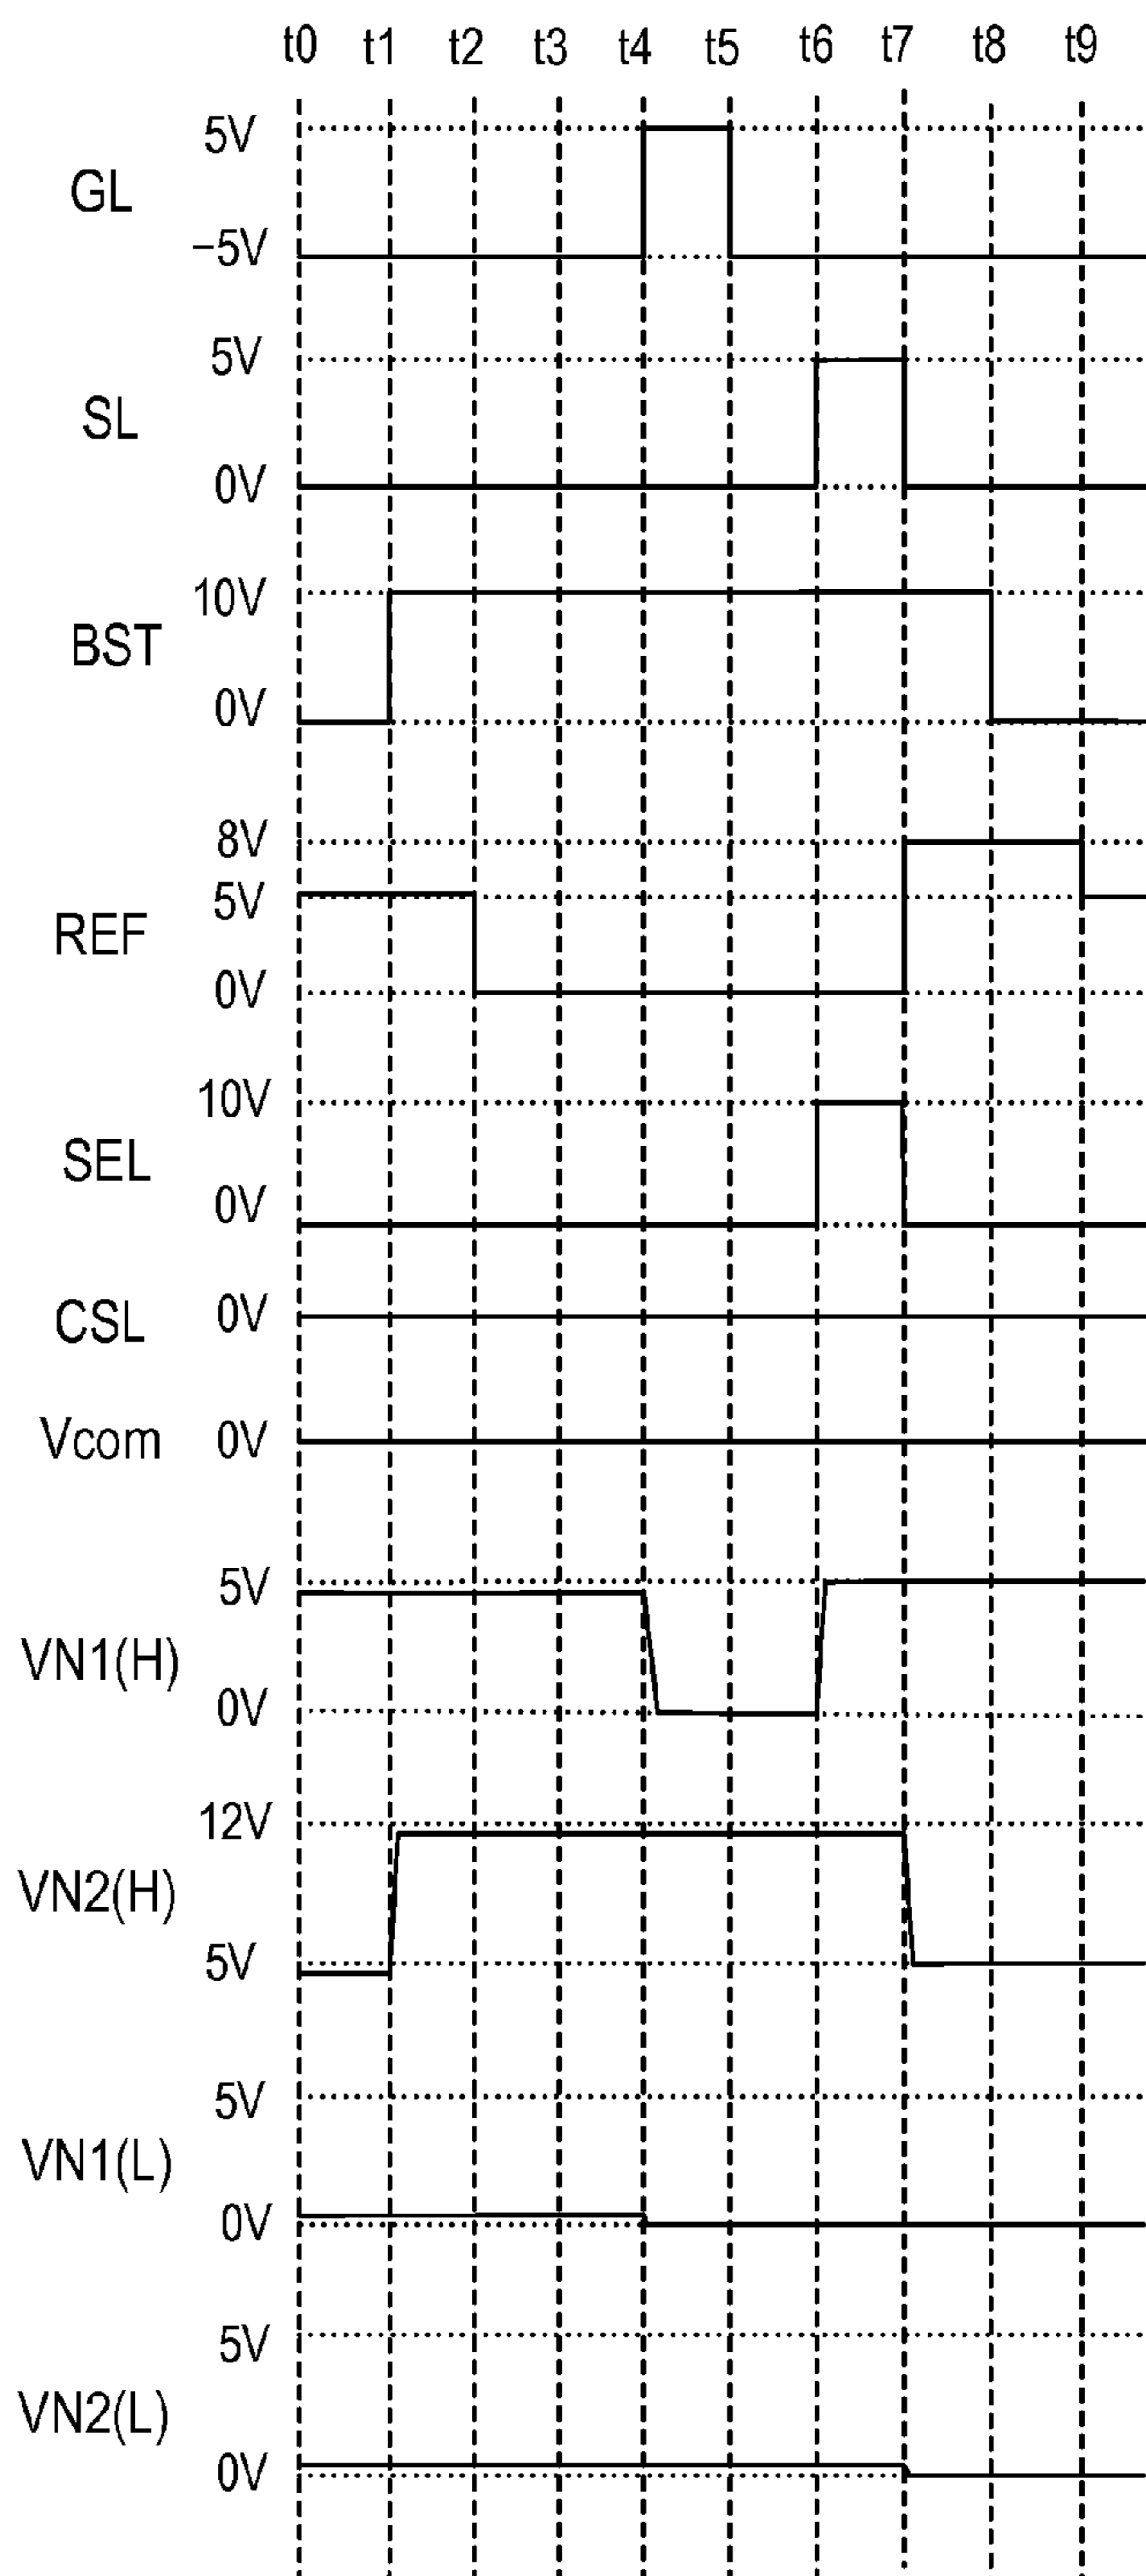 t0 t1 t2 t3 t4 t5 t6 t7 t8 t9
5V
GL
−5V
5V
SL
0V
10V
BST
0V
8V
5V
REF
0V
10V
SEL
0V
CSL 0V
Vcom 0V
5V
VN1(H)
0V
12V
VN2(H)
5V
5V
VN1(L)
0V
5V
VN2(L)
0V